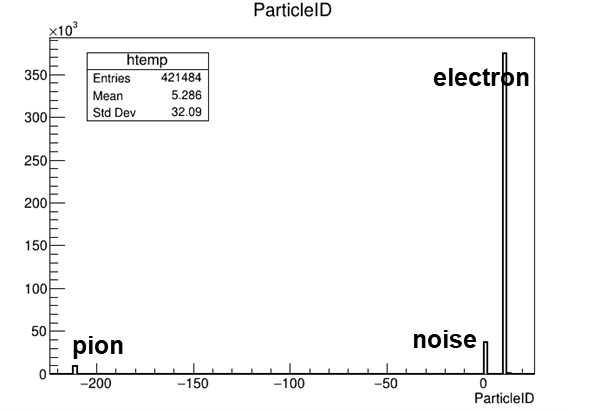 ParticleID
×10³
htemp
Entries 421484
Mean 5.286
Std Dev 32.09
electron
350
300
250
200
150
100
50
0
pion
noise
−200 −150 −100 −50 0
ParticleID